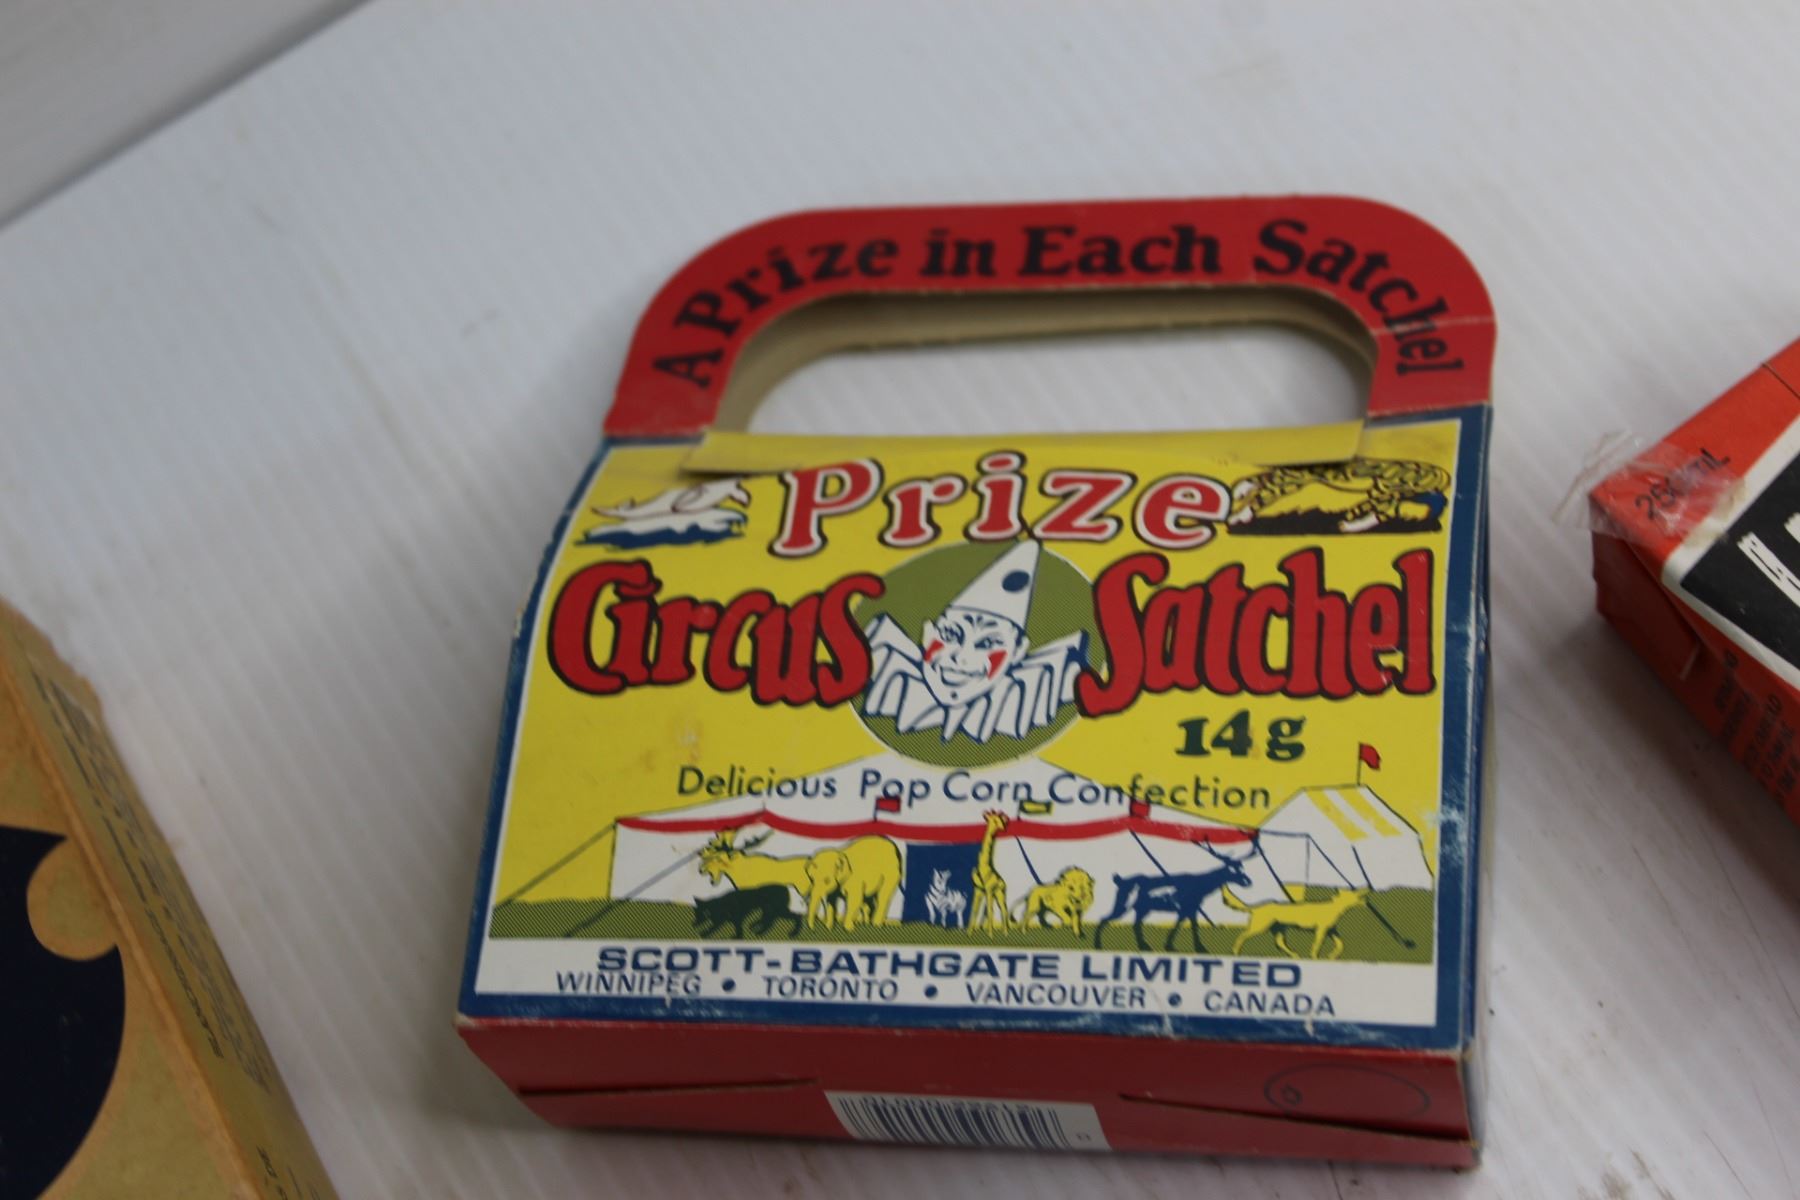 A Prize in Each Satchel
Prize
Circus Satchel
14g
Delicious Pop Corn Confection
SCOTT-BATHGATE LIMITED
WINNIPEG • TORONTO • VANCOUVER • CANADA